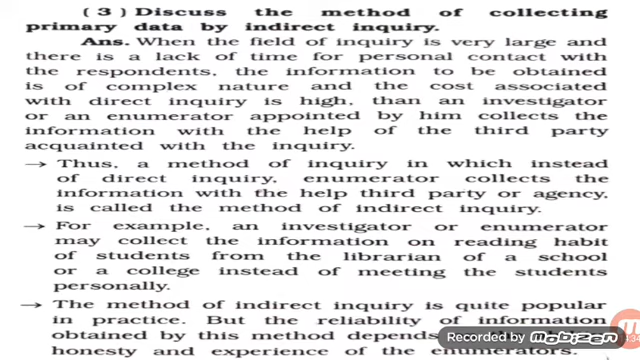 (3) Discuss the method of collecting
primary data by indirect inquiry.
Ans. When the field of inquiry is very large and
there is a lack of time for personal contact with
the respondents, the information to be obtained
is of complex nature and the cost associated
with direct inquiry is high, than an investigator
or an enumerator appointed by him collects the
information with the help of the third party
acquainted with the inquiry.
→ Thus, a method of inquiry in which instead
of direct inquiry, enumerator collects the
information with the help third party or agency,
is called the method of indirect inquiry.
→ For example, an investigator or enumerator
may collect the information on reading habit
of students from the librarian of a school
or a college instead of meeting the students
personally.
→ The method of indirect inquiry is quite popular
in practice. But the reliability of information
obtained by this method depends
honesty and experience of the enumerators.
Recorded by Mobizen